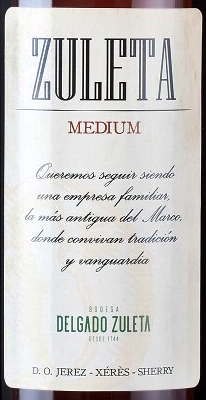 ZULETA
MEDIUM
Queremos seguir siendo
una empresa familiar,
la más antigua del Marco,
donde convivan tradición
y vanguardia
BODEGA
DELGADO ZULETA
DESDE 1744
D. O. JEREZ - XÉRÈS - SHERRY